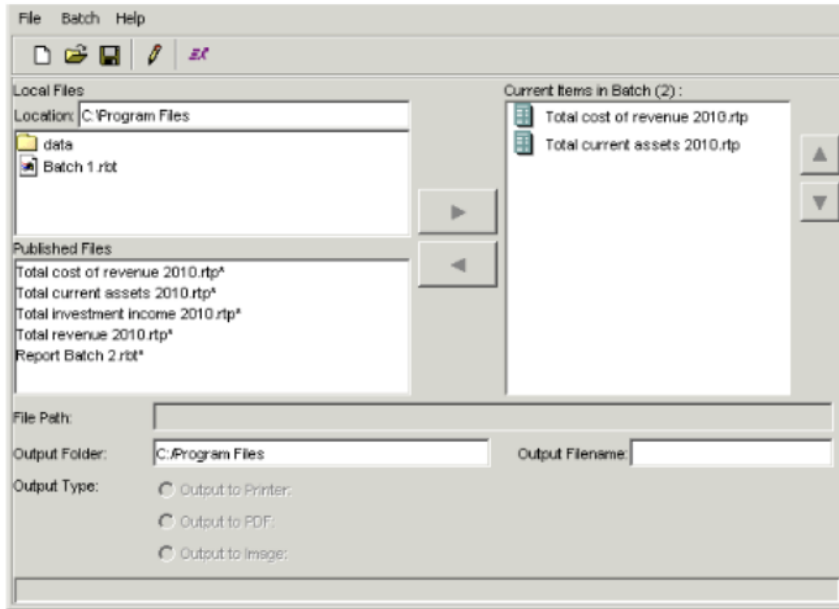 File Batch Help
Local Files
Location: C:\Program Files
data
Batch 1.rbt
Published Files
Total cost of revenue 2010.rtp*
Total current assets 2010.rtp*
Total investment income 2010.rtp*
Total revenue 2010.rtp*
Report Batch 2.rbt*
Current Items in Batch (2) :
Total cost of revenue 2010.rtp
Total current assets 2010.rtp
File Path:
Output Folder: C:/Program Files Output Filename:
Output Type:
Output to Printer:
Output to PDF:
Output to Image: